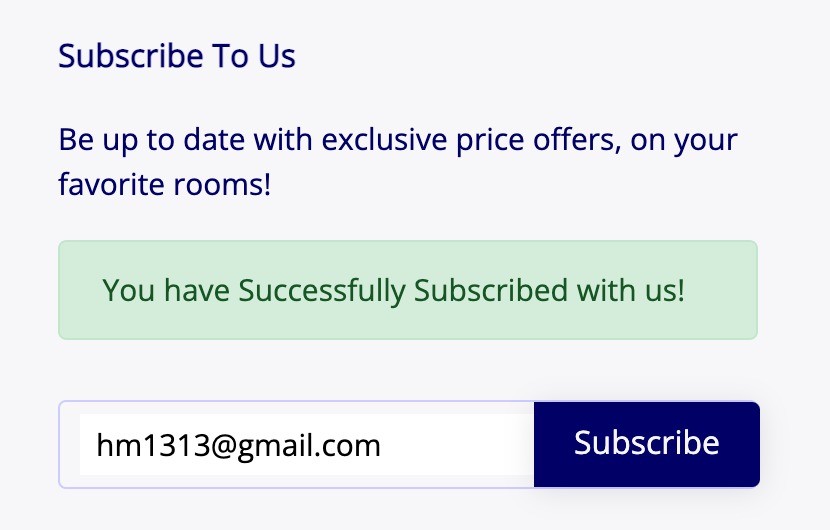 Subscribe To Us
Be up to date with exclusive price offers, on your
favorite rooms!
You have Successfully Subscribed with us!
hm1313@gmail.com
Subscribe